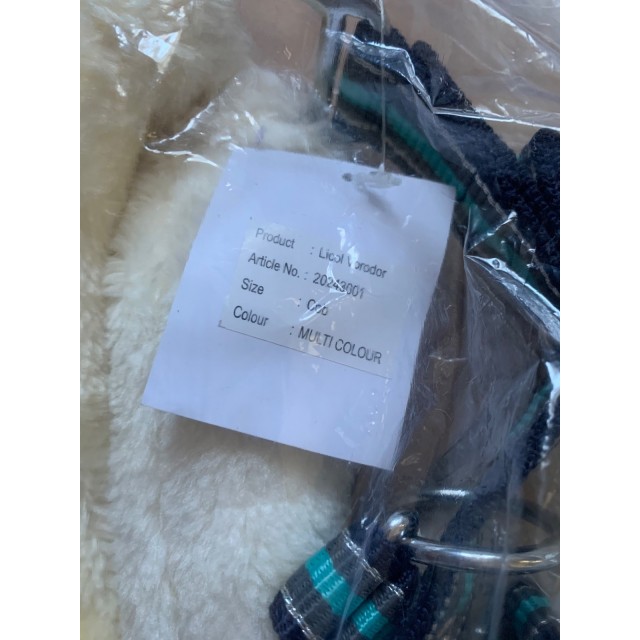 Product : Licol
Article No. : 20243001
Size : Cob
Colour : MULTI COLOUR